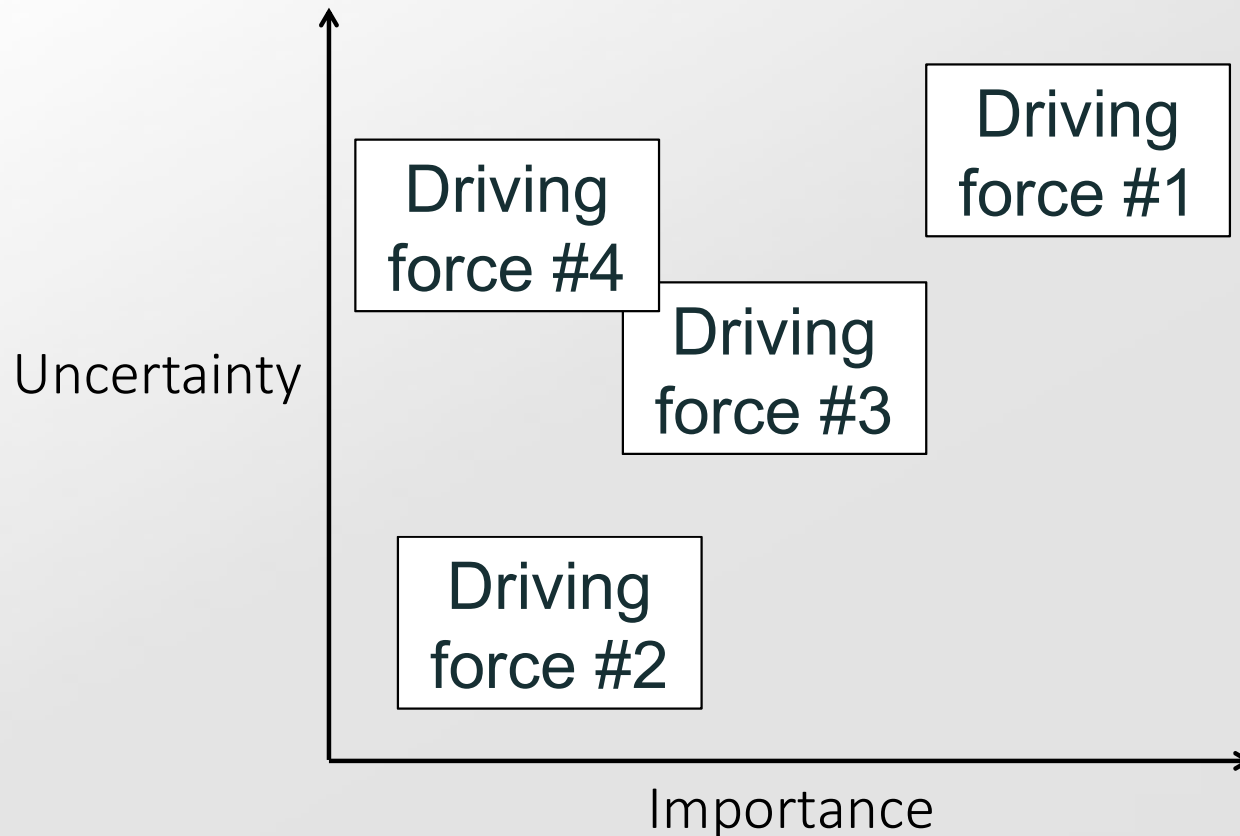 Driving
force #1
Driving
force #4
Driving
force #3
Uncertainty
Driving
force #2
Importance